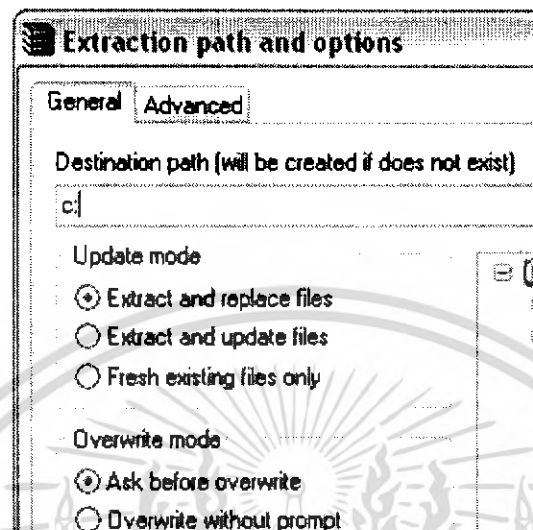 Extraction path and options
General Advanced
Destination path (will be created if does not exist)
c:
Update mode
Extract and replace files
Extract and update files
Fresh existing files only
Overwrite mode
Ask before overwrite
Overwrite without prompt